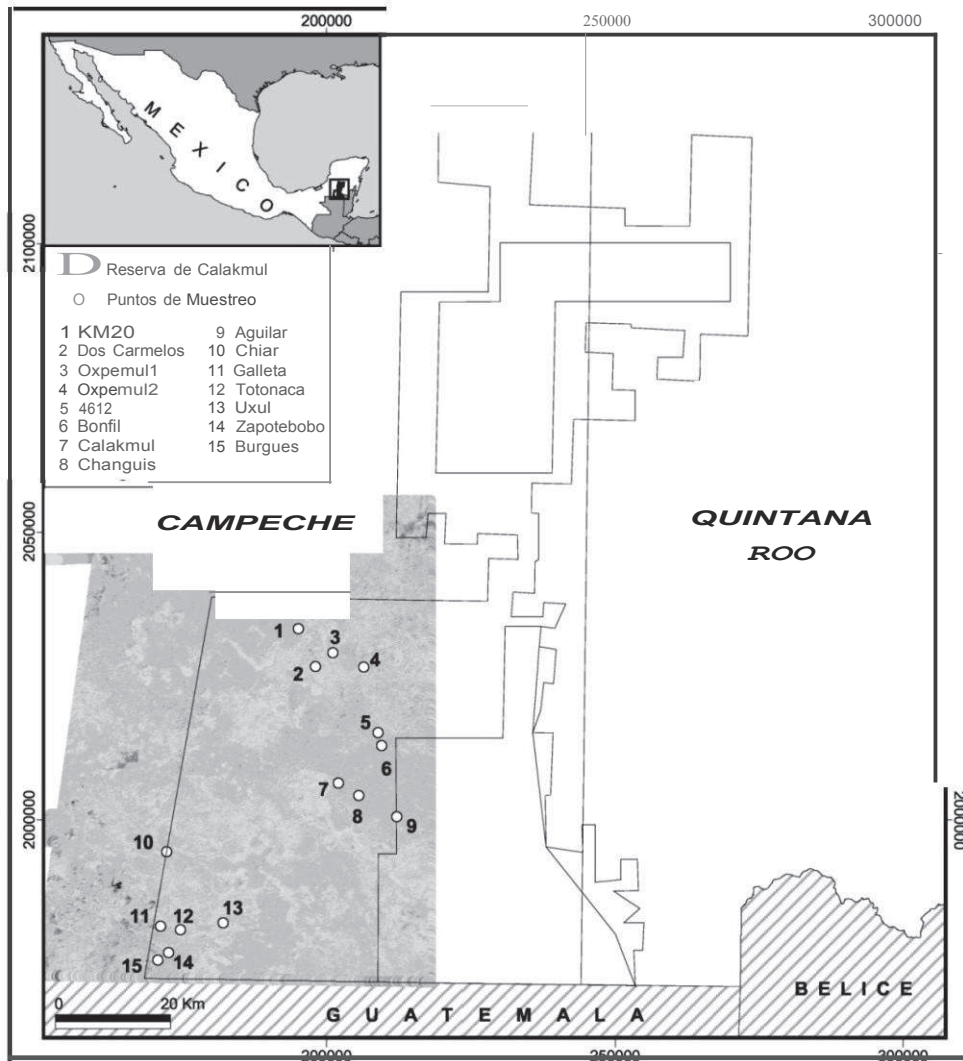 200000 250000 300000
MEXICO
2100000
D Reserva de Calakmul
O Puntos de Muestreo
1 KM20
2 Dos Carmelos
3 Oxpemul1
4 Oxpemul2
5 4612
6 Bonfil
7 Calakmul
8 Changuis
9 Aguilar
10 Chiar
11 Galleta
12 Totonaca
13 Uxul
14 Zapotebobo
15 Burgues
CAMPECHE
QUINTANA
ROO
2050000
1
3
2
4
5
6
7
8
9
2000000
2000000
10
11
12
13
15
14
0 20 Km
BELICE
GUATEMALA
200000 250000 300000